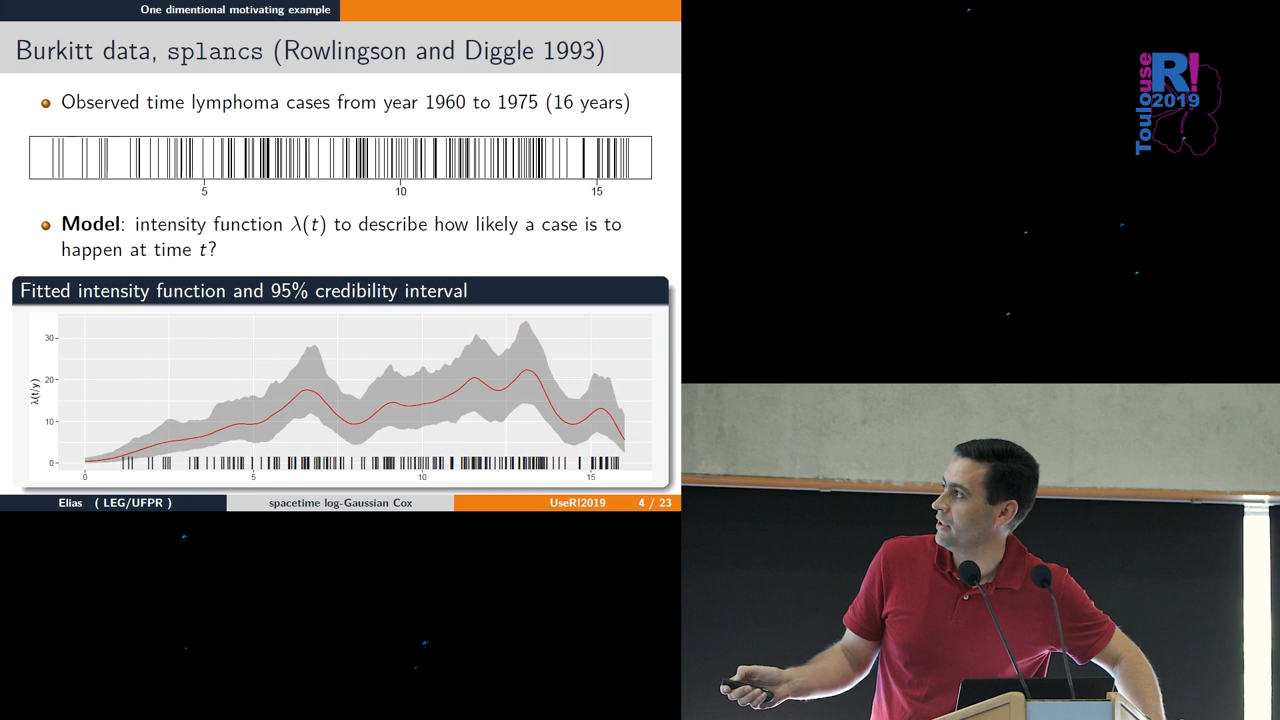 One dimentional motivating example
Burkitt data, splancs (Rowlingson and Diggle 1993)
Observed time lymphoma cases from year 1960 to 1975 (16 years)
5 10 15
Model: intensity function λ(t) to describe how likely a case is to
happen at time t?
Fitted intensity function and 95% credibility interval
λ(t/y)
30
20
10
0
0 5 10 15
Elias ( LEG/UFPR ) spacetime log-Gaussian Cox UseR!2019 4 / 23
Toulouse
R!
2019